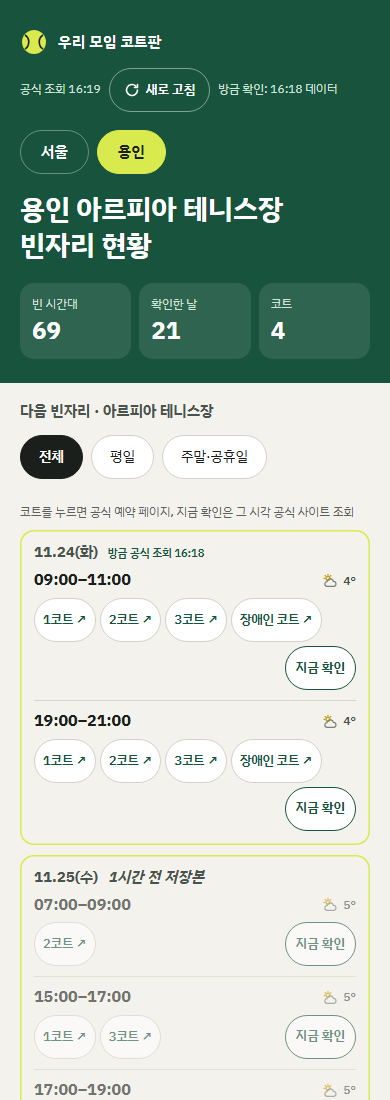 우리 모임 코트판
공식 조회 16:19 새로 고침 방금 확인: 16:18 데이터
서울 용인
용인 아르피아 테니스장
빈자리 현황
빈 시간대 확인한 날 코트
69 21 4
다음 빈자리 · 아르피아 테니스장
전체 평일 주말·공휴일
코트를 누르면 공식 예약 페이지, 지금 확인은 그 시각 공식 사이트 조회
11.24(화) 방금 공식 조회 16:18
09:00–11:00 4°
1코트 ↗ 2코트 ↗ 3코트 ↗ 장애인 코트 ↗
지금 확인
19:00–21:00 4°
1코트 ↗ 2코트 ↗ 3코트 ↗ 장애인 코트 ↗
지금 확인
11.25(수) 1시간 전 저장본
07:00–09:00 5°
2코트 ↗ 지금 확인
15:00–17:00 5°
1코트 ↗ 3코트 ↗ 지금 확인
17:00–19:00 5°